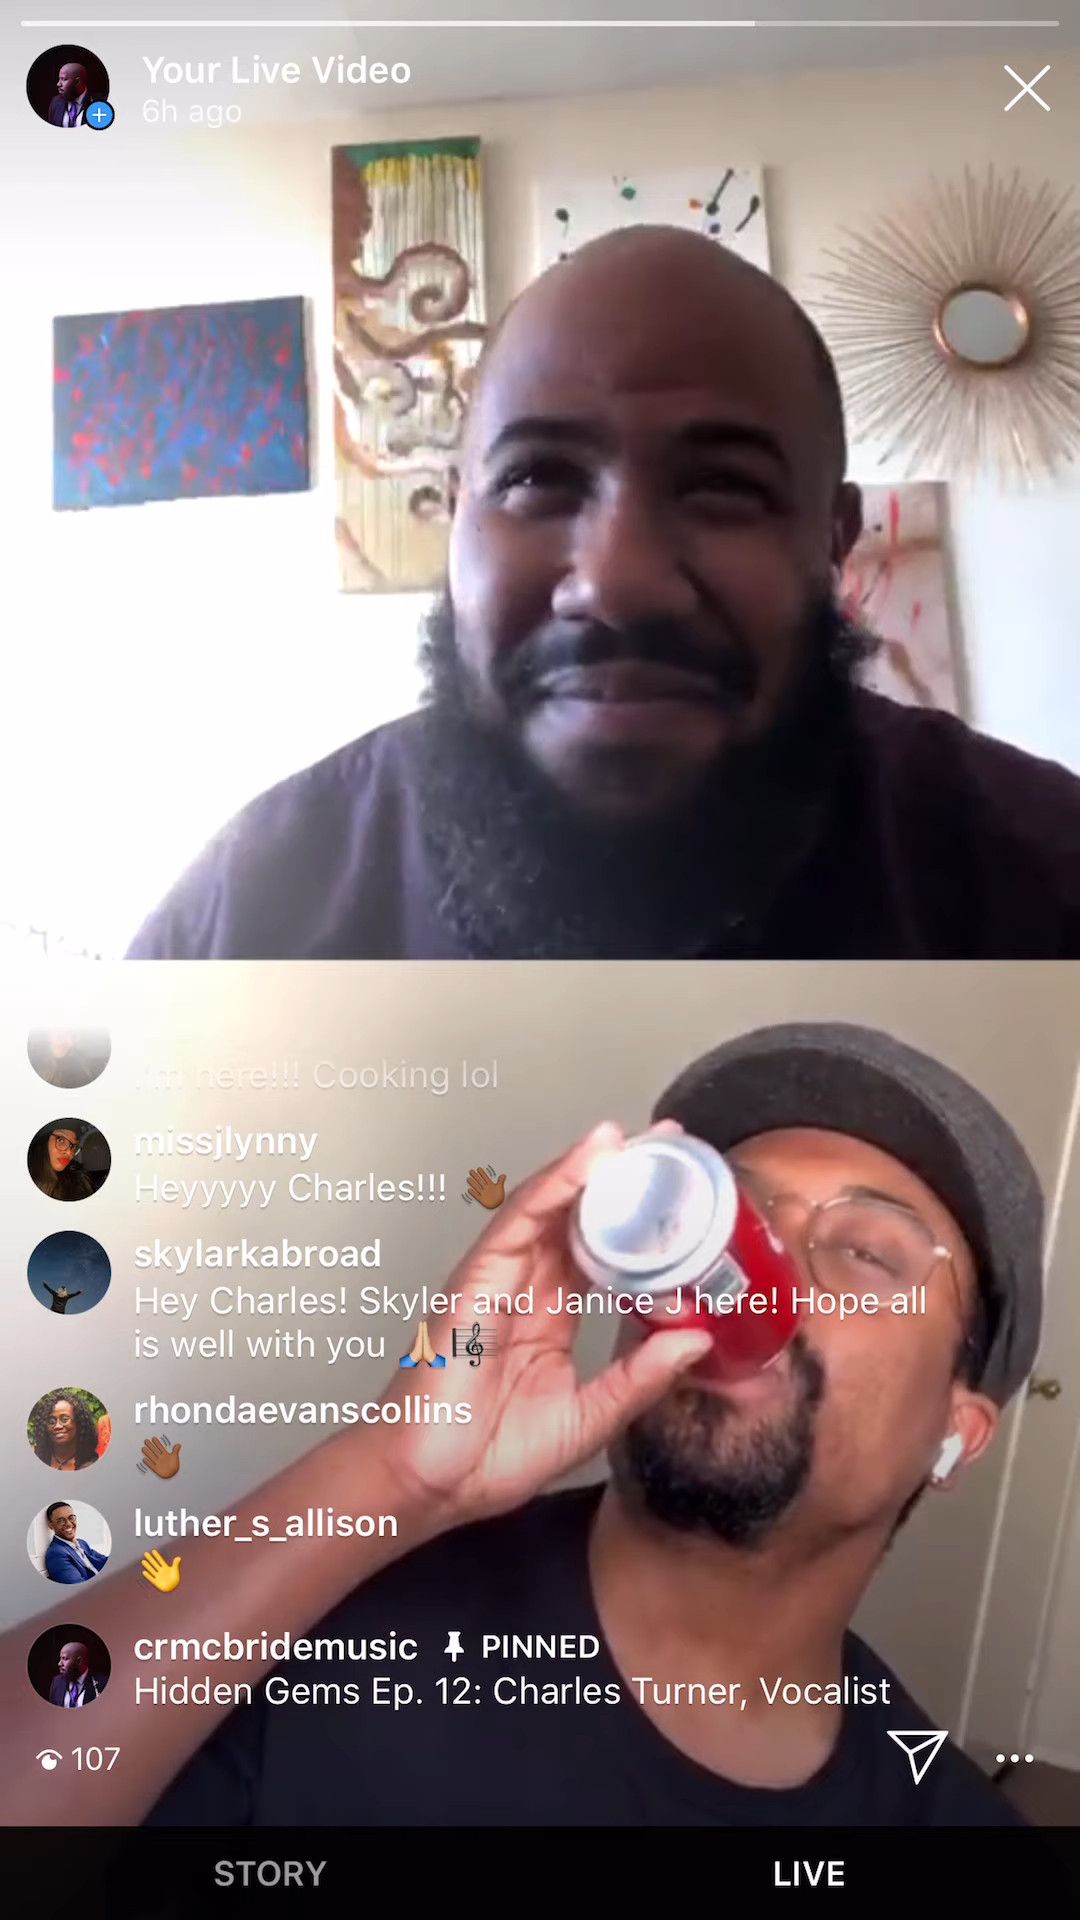 Your Live Video
6h ago
I'm here!!! Cooking lol
missjlynny
Heyyyyy Charles!!! 👋🏾
skylarkabroad
Hey Charles! Skyler and Janice J here! Hope all
is well with you 🙏🏼🎼
rhondaevanscollins
👋🏾
luther_s_allison
👋
crmcbridemusic PINNED
Hidden Gems Ep. 12: Charles Turner, Vocalist
107
STORY
LIVE